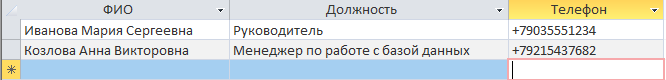 ФИО Должность Телефон
Иванова Мария Сергеевна Руководитель +79035551234
Козлова Анна Викторовна Менеджер по работе с базой данных +79215437682